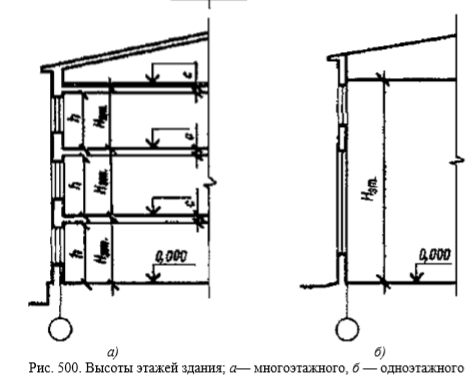 c
h
Hэт.
c
h
Hэт.
c
h
Hэт.
0,000
Hэт.
0,000
а)
б)
Рис. 500. Высоты этажей здания; а— многоэтажного, б — одноэтажного